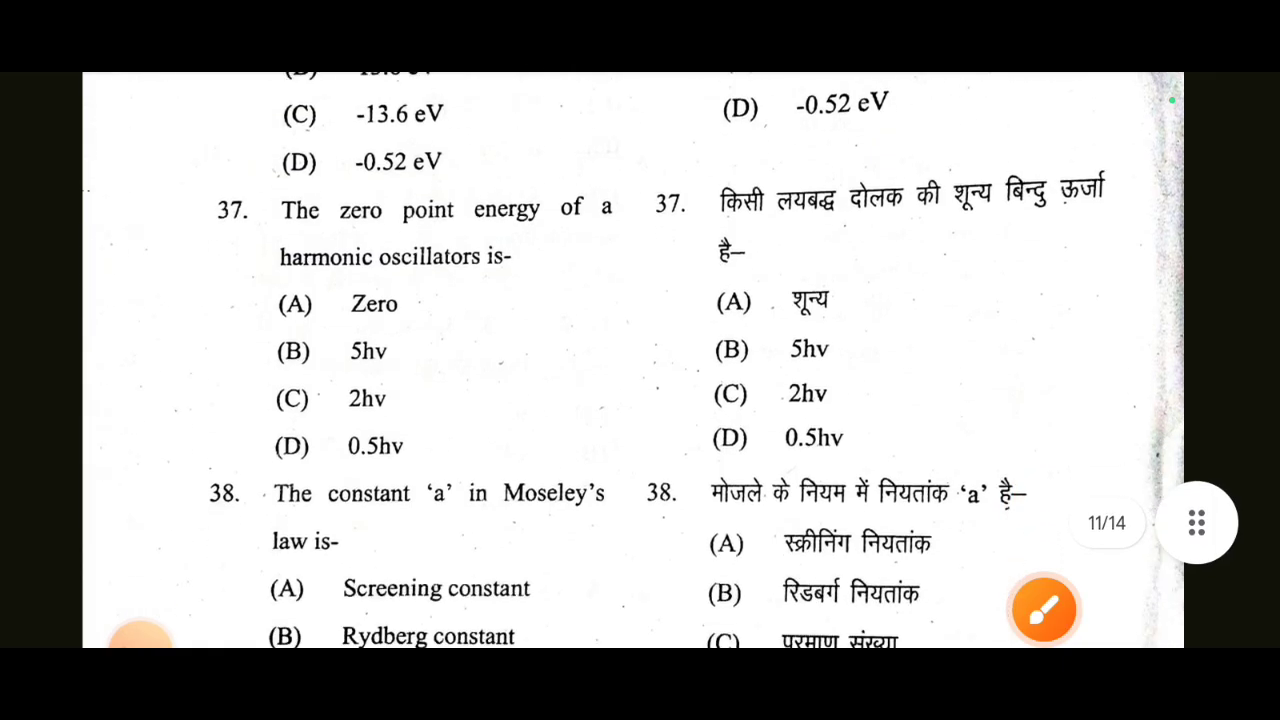 (C) -13.6 eV
(D) -0.52 eV
37. The zero point energy of a
harmonic oscillators is-
(A) Zero
(B) 5hv
(C) 2hv
(D) 0.5hv
38. The constant ‘a’ in Moseley’s
law is-
(A) Screening constant
(B) Rydberg constant
(D) -0.52 eV
37. किसी लयबद्ध दोलक की शून्य बिन्दु ऊर्जा
है–
(A) शून्य
(B) 5hv
(C) 2hv
(D) 0.5hv
38. मोजले के नियम में नियतांक ‘a’ है–
(A) स्क्रीनिंग नियतांक
(B) रिडबर्ग नियतांक
(C) परमाणु संख्या
11/14